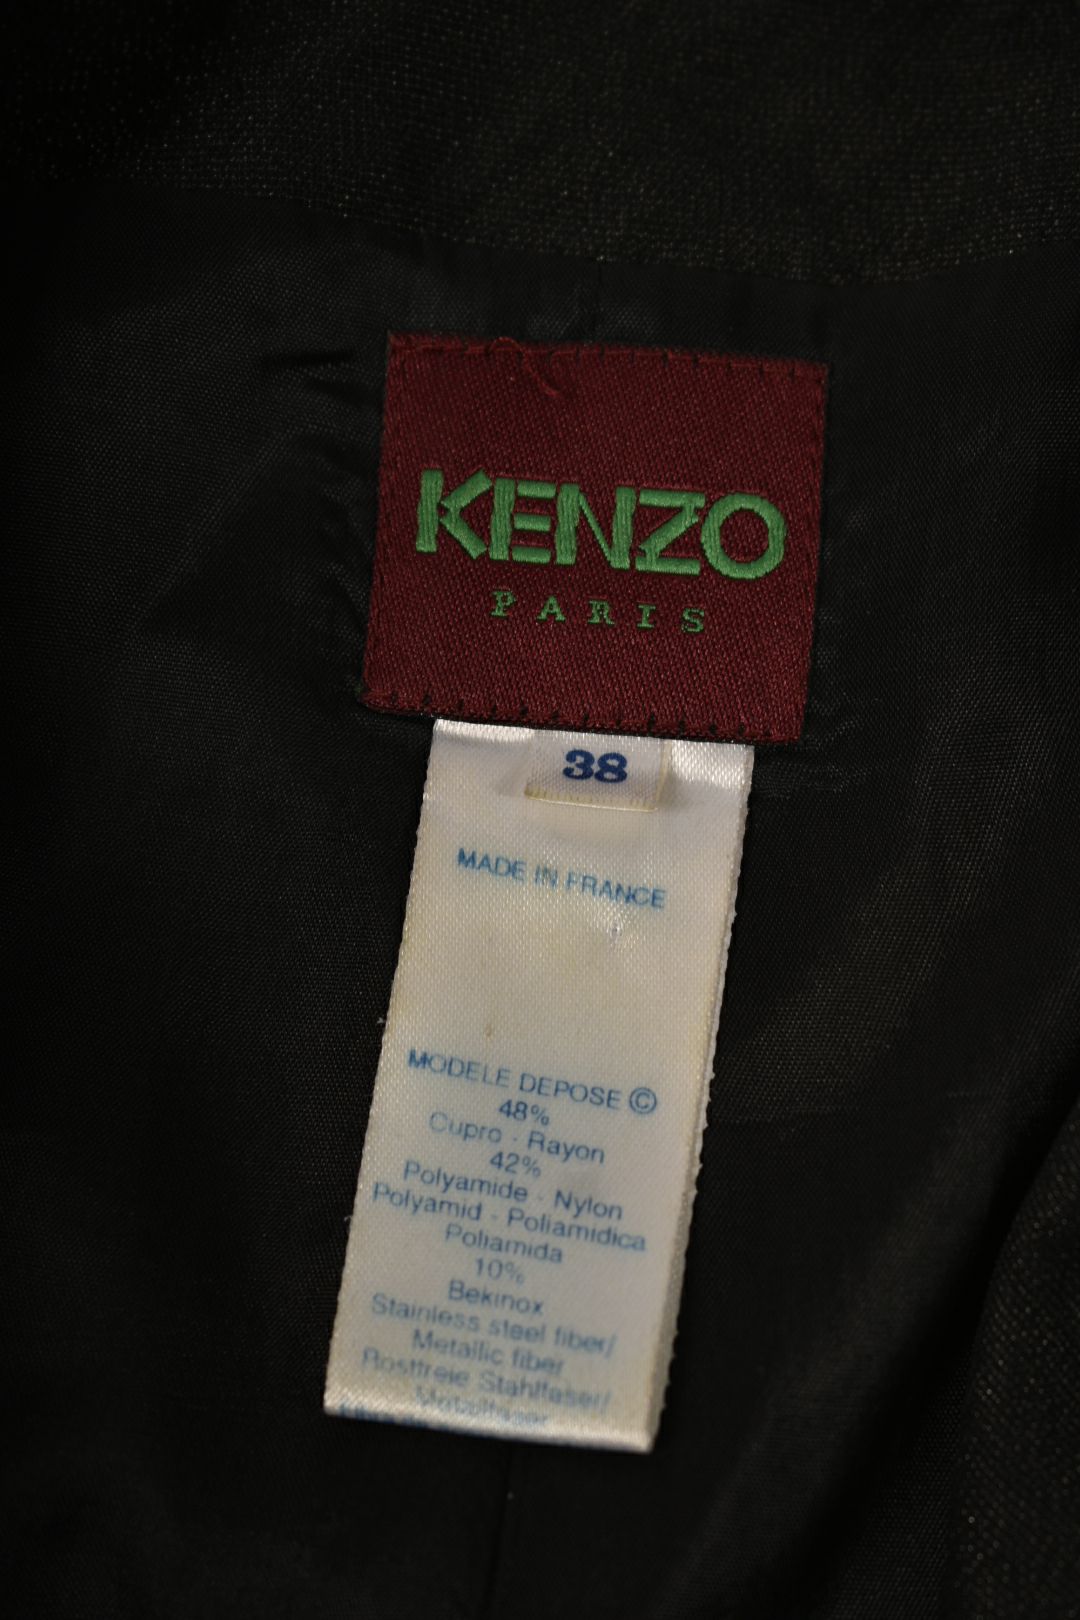 KENZO
PARIS
38
MADE IN FRANCE
MODELE DEPOSE ©
48%
Cupro - Rayon
42%
Polyamide - Nylon
Polyamid - Poliamidica
Poliamida
10%
Bekinox
Stainless steel fiber/
Metallic fiber
Rostfreie Stahlfaser/